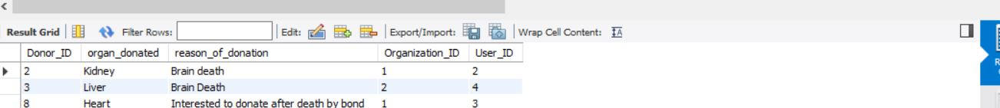 Result Grid Filter Rows: Edit: Export/Import: Wrap Cell Content: IA
Donor_ID organ_donated reason_of_donation Organization_ID User_ID
2 Kidney Brain death 1 2
3 Liver Brain Death 2 4
8 Heart Interested to donate after death by bond 1 3